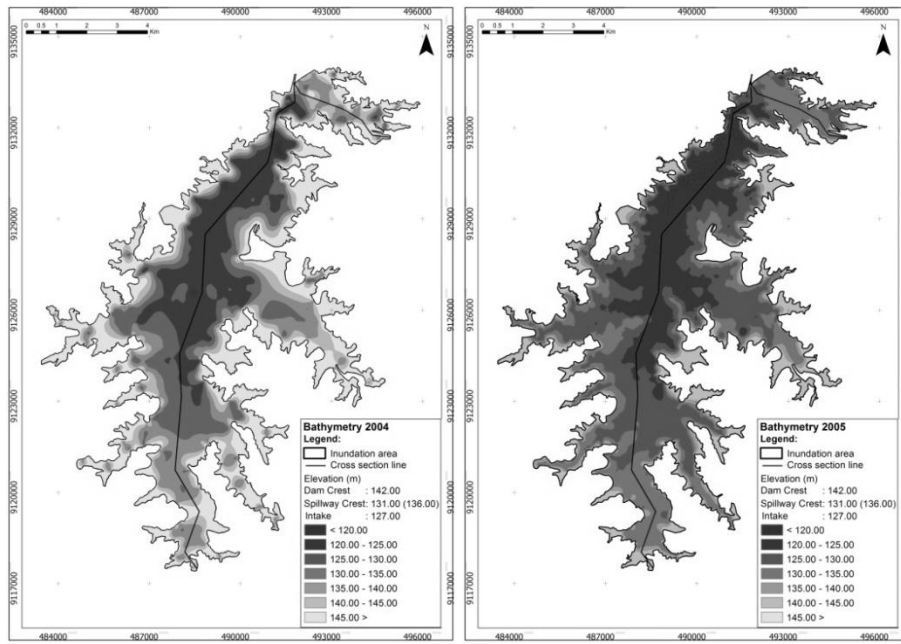 484000 487000 490000 493000 496000
0 0.5 1 2 3 4
Km
N
9135000
9132000
9129000
9126000
9123000
9120000
9117000
Bathymetry 2004
Legend:
Inundation area
Cross section line
Elevation (m)
Dam Crest : 142.00
Spillway Crest: 131.00 (136.00)
Intake : 127.00
< 120.00
120.00 - 125.00
125.00 - 130.00
130.00 - 135.00
135.00 - 140.00
140.00 - 145.00
145.00 >
484000 487000 490000 493000 496000
484000 487000 490000 493000 496000
0 0.5 1 2 3 4
Km
N
9135000
9132000
9129000
9126000
9123000
9120000
9117000
Bathymetry 2005
Legend:
Inundation area
Cross section line
Elevation (m)
Dam Crest : 142.00
Spillway Crest: 131.00 (136.00)
Intake : 127.00
< 120.00
120.00 - 125.00
125.00 - 130.00
130.00 - 135.00
135.00 - 140.00
140.00 - 145.00
145.00 >
484000 487000 490000 493000 496000